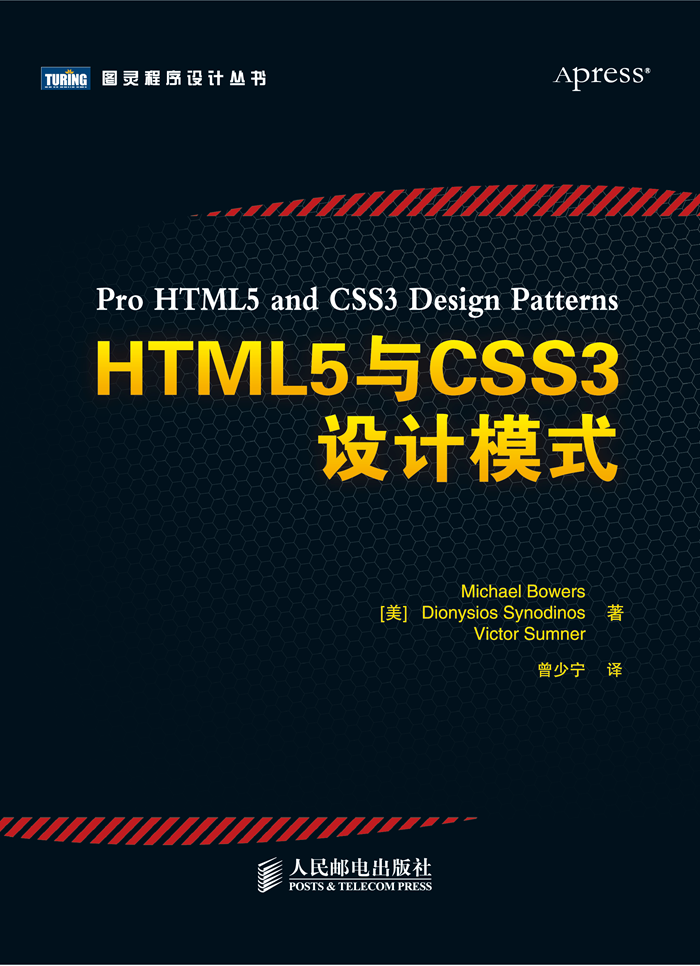 TURING 图灵程序设计丛书
Apress®
Pro HTML5 and CSS3 Design Patterns
HTML5与CSS3
设计模式
Michael Bowers
[美] Dionysios Synodinos 著
Victor Sumner
曾少宁 译
人民邮电出版社
POSTS & TELECOM PRESS